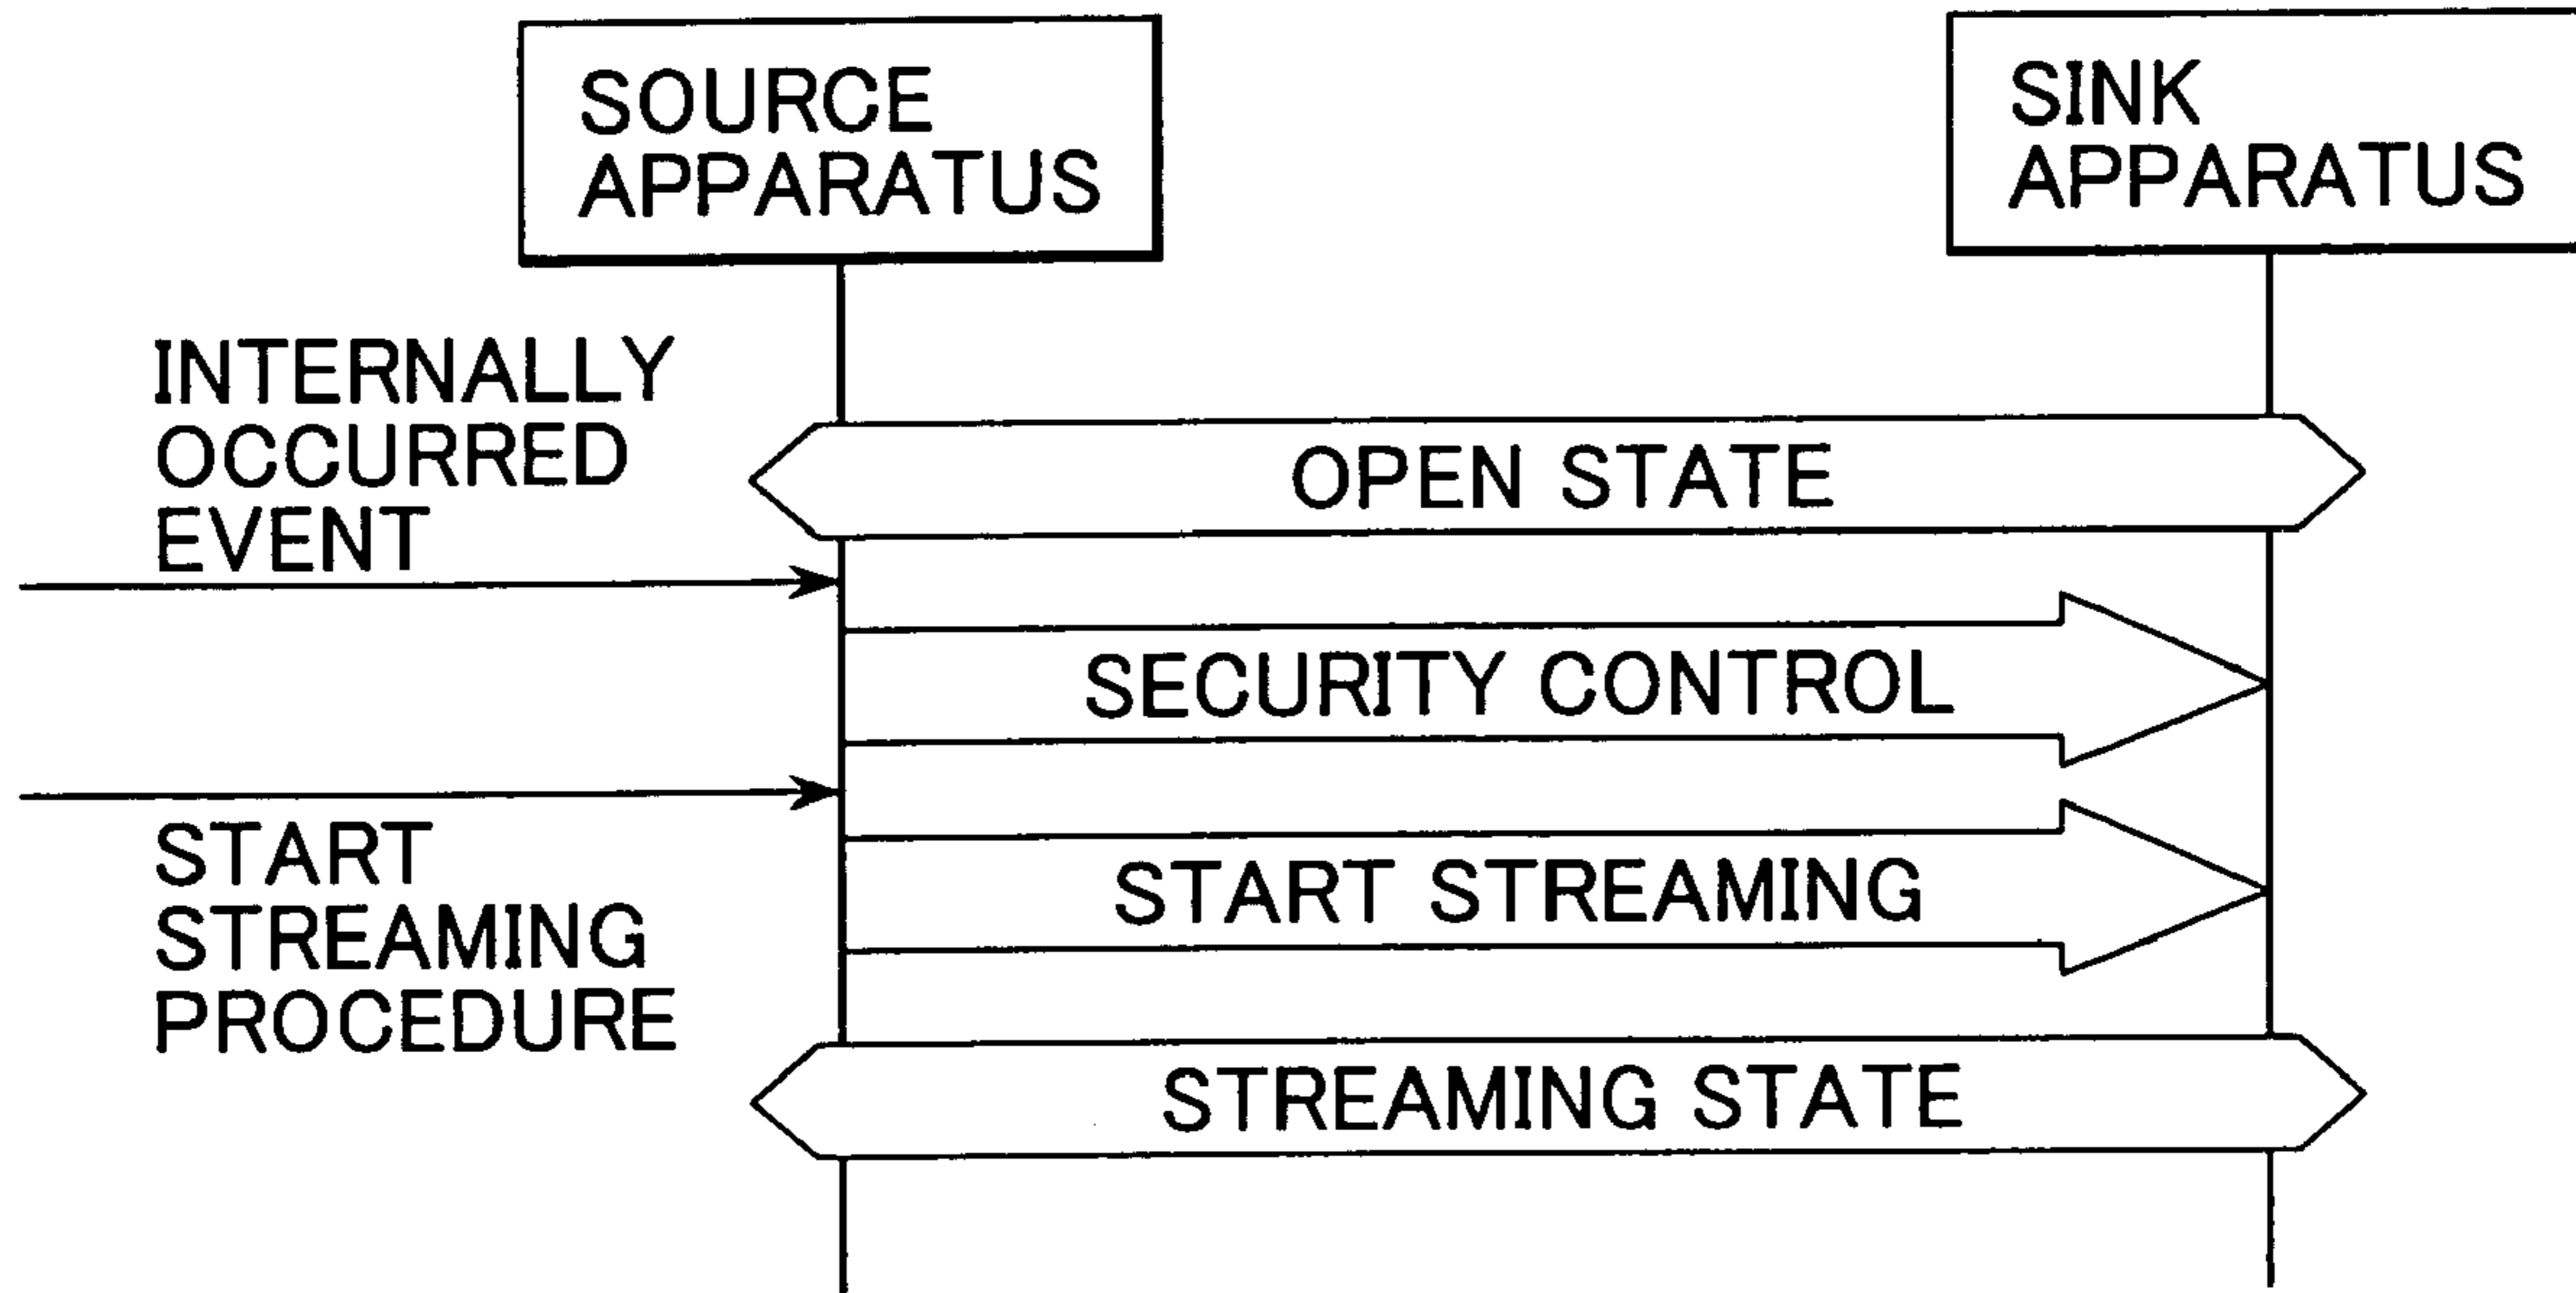 SOURCE
APPARATUS
SINK
APPARATUS
INTERNALLY
OCCURRED
EVENT
OPEN STATE
SECURITY CONTROL
START
STREAMING
PROCEDURE
START STREAMING
STREAMING STATE